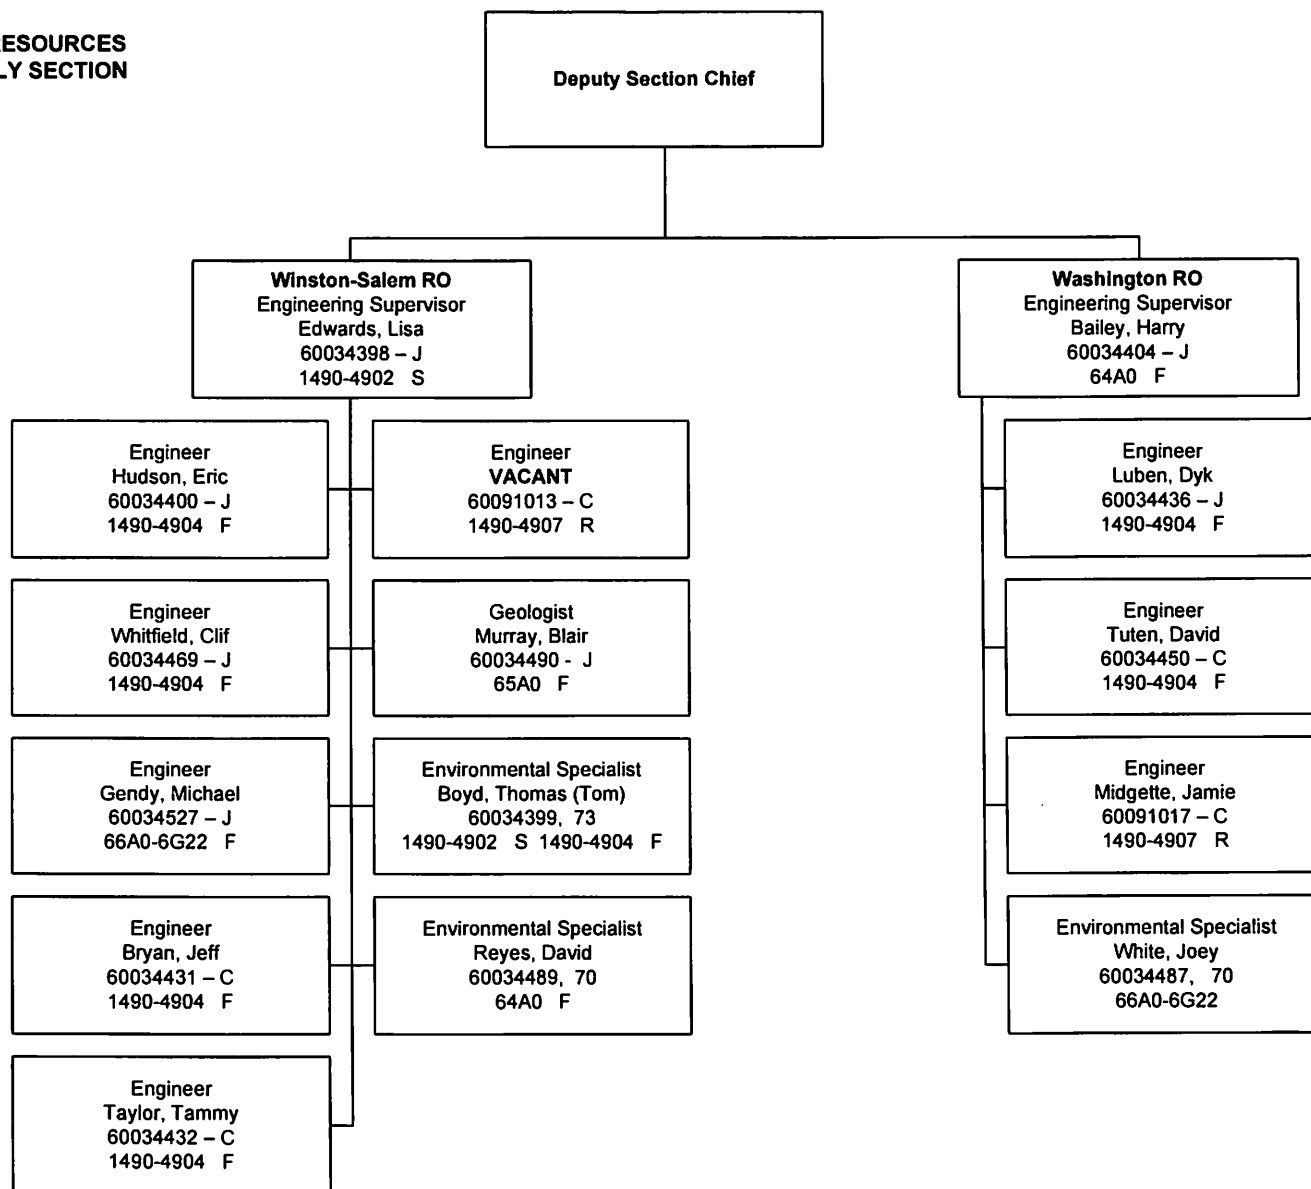 RESOURCES
LY SECTION
Deputy Section Chief
Winston-Salem RO
Engineering Supervisor
Edwards, Lisa
60034398 – J
1490-4902 S
Washington RO
Engineering Supervisor
Bailey, Harry
60034404 – J
64A0 F
Engineer
Hudson, Eric
60034400 – J
1490-4904 F
Engineer
VACANT
60091013 – C
1490-4907 R
Engineer
Luben, Dyk
60034436 – J
1490-4904 F
Engineer
Whitfield, Clif
60034469 – J
1490-4904 F
Geologist
Murray, Blair
60034490 - J
65A0 F
Engineer
Tuten, David
60034450 – C
1490-4904 F
Engineer
Gendy, Michael
60034527 – J
66A0-6G22 F
Environmental Specialist
Boyd, Thomas (Tom)
60034399, 73
1490-4902 S 1490-4904 F
Engineer
Midgette, Jamie
60091017 – C
1490-4907 R
Engineer
Bryan, Jeff
60034431 – C
1490-4904 F
Environmental Specialist
Reyes, David
60034489, 70
64A0 F
Environmental Specialist
White, Joey
60034487, 70
66A0-6G22
Engineer
Taylor, Tammy
60034432 – C
1490-4904 F